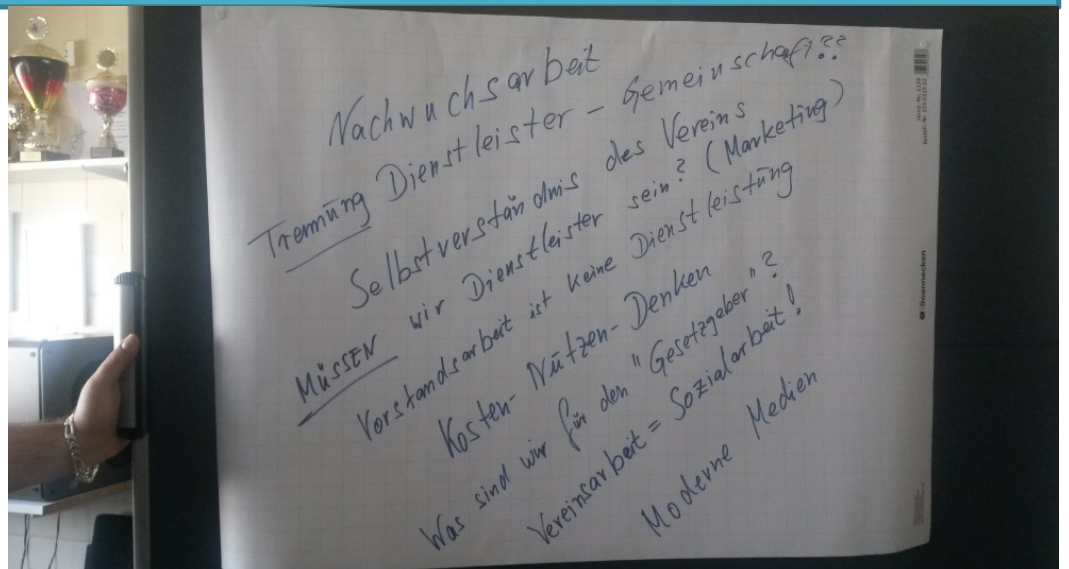 Nachwuchsarbeit
Trennung Dienstleister - Gemeinschaft??
Selbstverständnis des Vereins
MÜSSEN wir Dienstleister sein? (Marketing)
Vorstandsarbeit ist keine Dienstleistung
Kosten-Nutzen-Denken
Was sind wir für den "Gesetzgeber"?
Vereinsarbeit = Sozialarbeit!
Moderne Medien
Soennecken